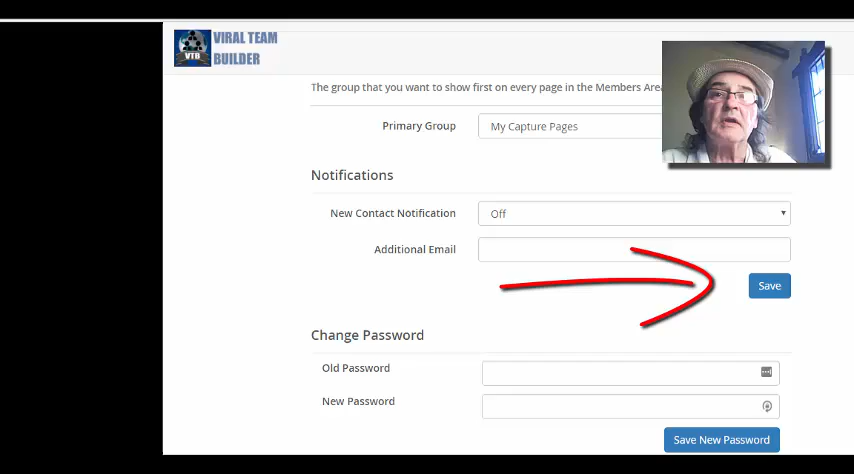 VIRAL TEAM
BUILDER
VTB
The group that you want to show first on every page in the Members Area
Primary Group
My Capture Pages
Notifications
New Contact Notification
Off
Additional Email
Save
Change Password
Old Password
New Password
Save New Password